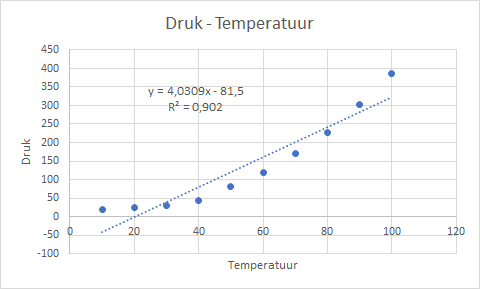 Druk - Temperatuur
450
400
350
300
250
200
150
100
50
0
-50
-100
y = 4,0309x - 81,5
R² = 0,902
Druk
0 20 40 60 80 100 120
Temperatuur